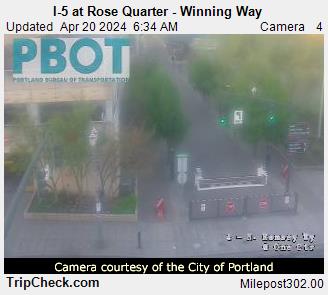 I-5 at Rose Quarter - Winning Way
Updated Apr 20 2024 6:34 AM Camera 4
PBOT
PORTLAND BUREAU OF TRANSPORTATION
Camera courtesy of the City of Portland
TripCheck.com Milepost302.00